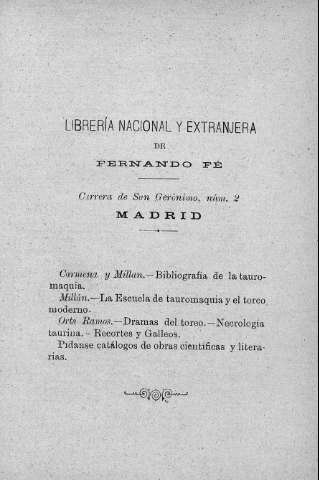 LIBRERÍA NACIONAL Y EXTRANJERA
DE
FERNANDO FÉ
Carrera de San Gerónimo, núm. 2
MADRID
Carmena y Millan.—Bibliografía de la tauro-
maquia.
Millán.—La Escuela de tauromaquia y el toreo
moderno.
Orts Ramos.—Dramas del toreo.—Necrología
taurina.—Recortes y Galleos.
Pídanse catálogos de obras científicas y litera-
rias.